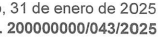 , 31 de enero de 2025
. 200000000/043/2025